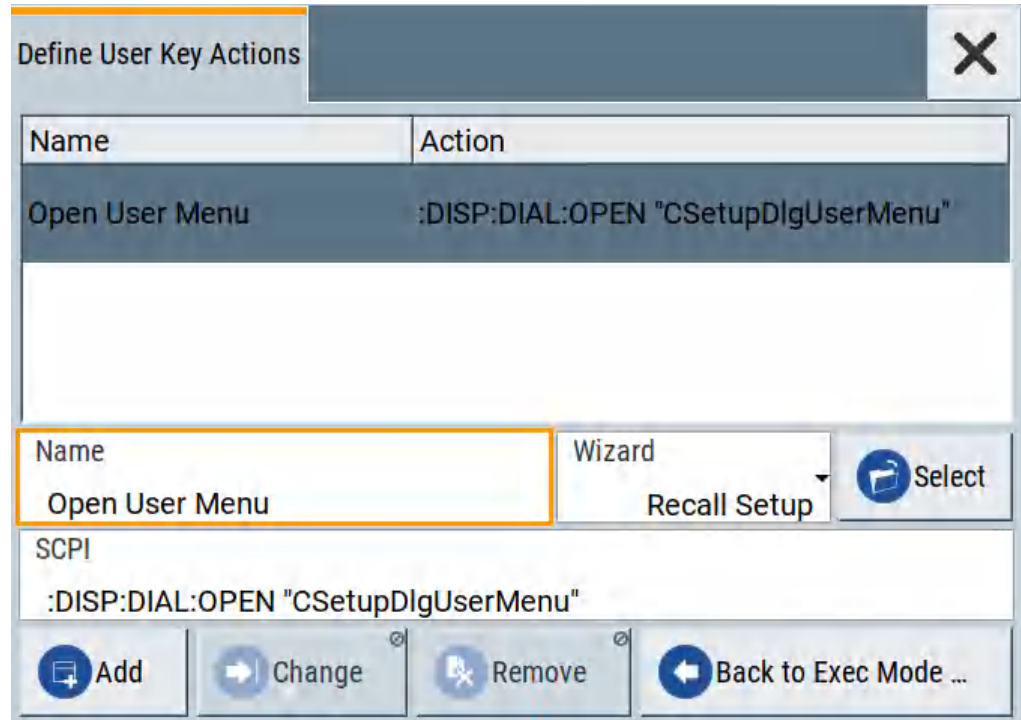 Define User Key Actions
Name Action
Open User Menu :DISP:DIAL:OPEN "CSetupDlgUserMenu"
Name Wizard
Open User Menu Recall Setup Select
SCPI
:DISP:DIAL:OPEN "CSetupDlgUserMenu"
Add Change Remove Back to Exec Mode ...